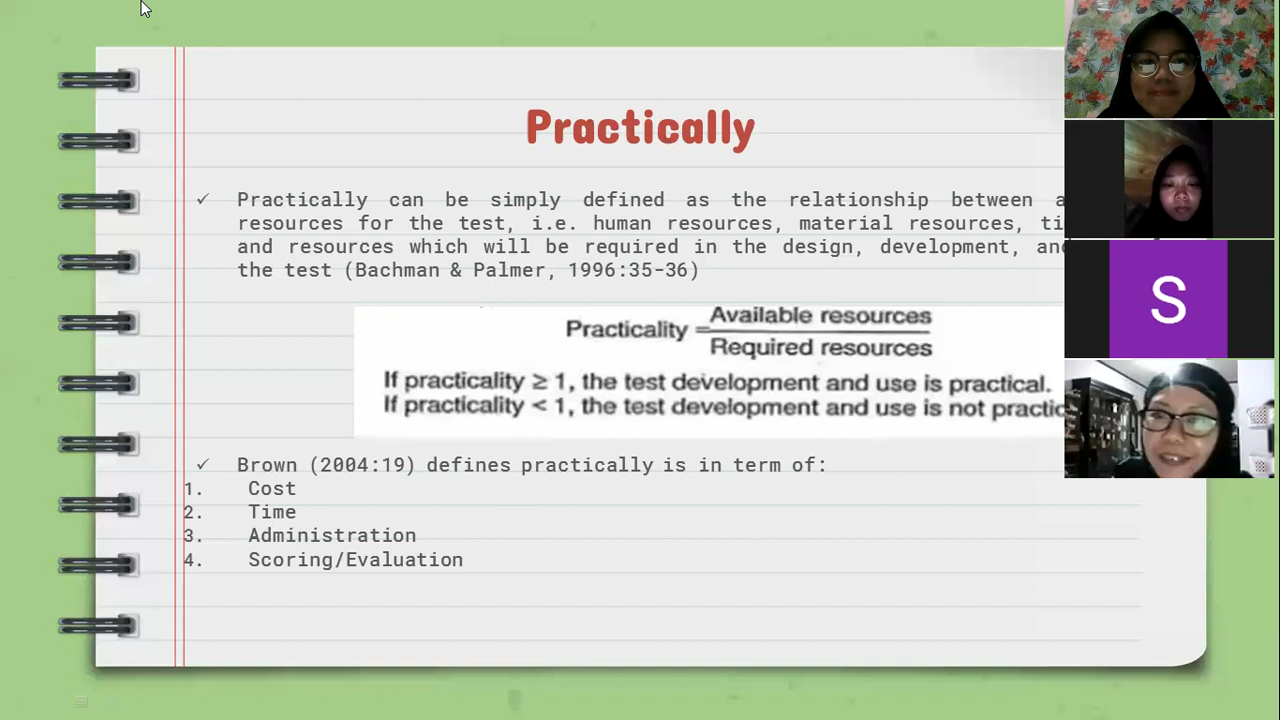 Practically
✓ Practically can be simply defined as the relationship between
resources for the test, i.e. human resources, material resources,
and resources which will be required in the design, development,
the test (Bachman & Palmer, 1996:35-36)
Practicality = Available resources
Required resources
If practicality ≥ 1, the test development and use is practical.
If practicality < 1, the test development and use is not
✓ Brown (2004:19) defines practically is in term of:
1. Cost
2. Time
3. Administration
4. Scoring/Evaluation
S